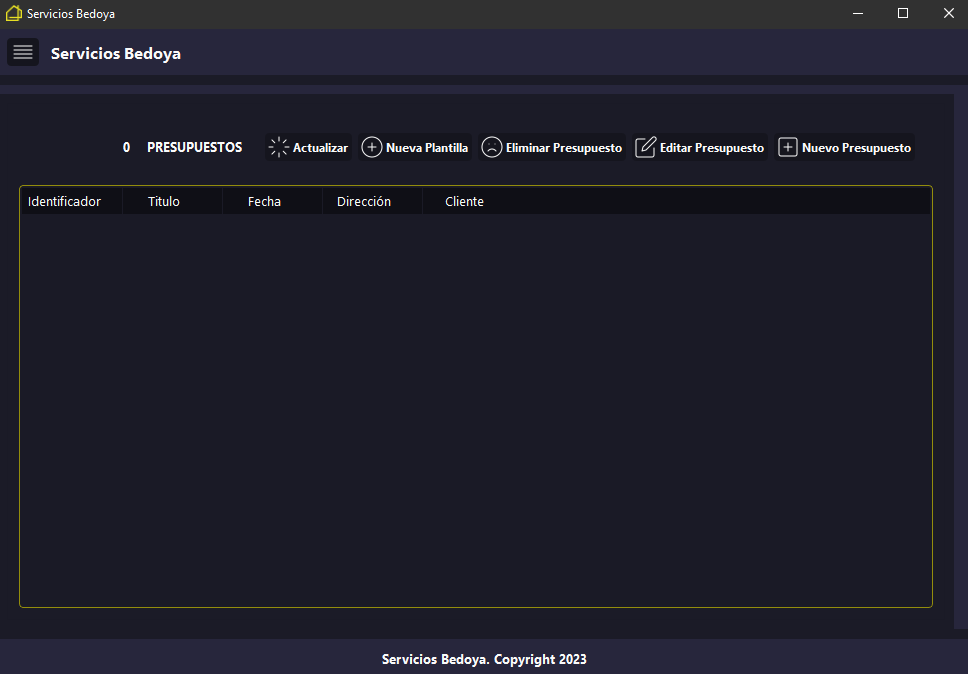 Servicios Bedoya
Servicios Bedoya
0 PRESUPUESTOS Actualizar Nueva Plantilla Eliminar Presupuesto Editar Presupuesto Nuevo Presupuesto
Identificador Titulo Fecha Dirección Cliente
Servicios Bedoya. Copyright 2023